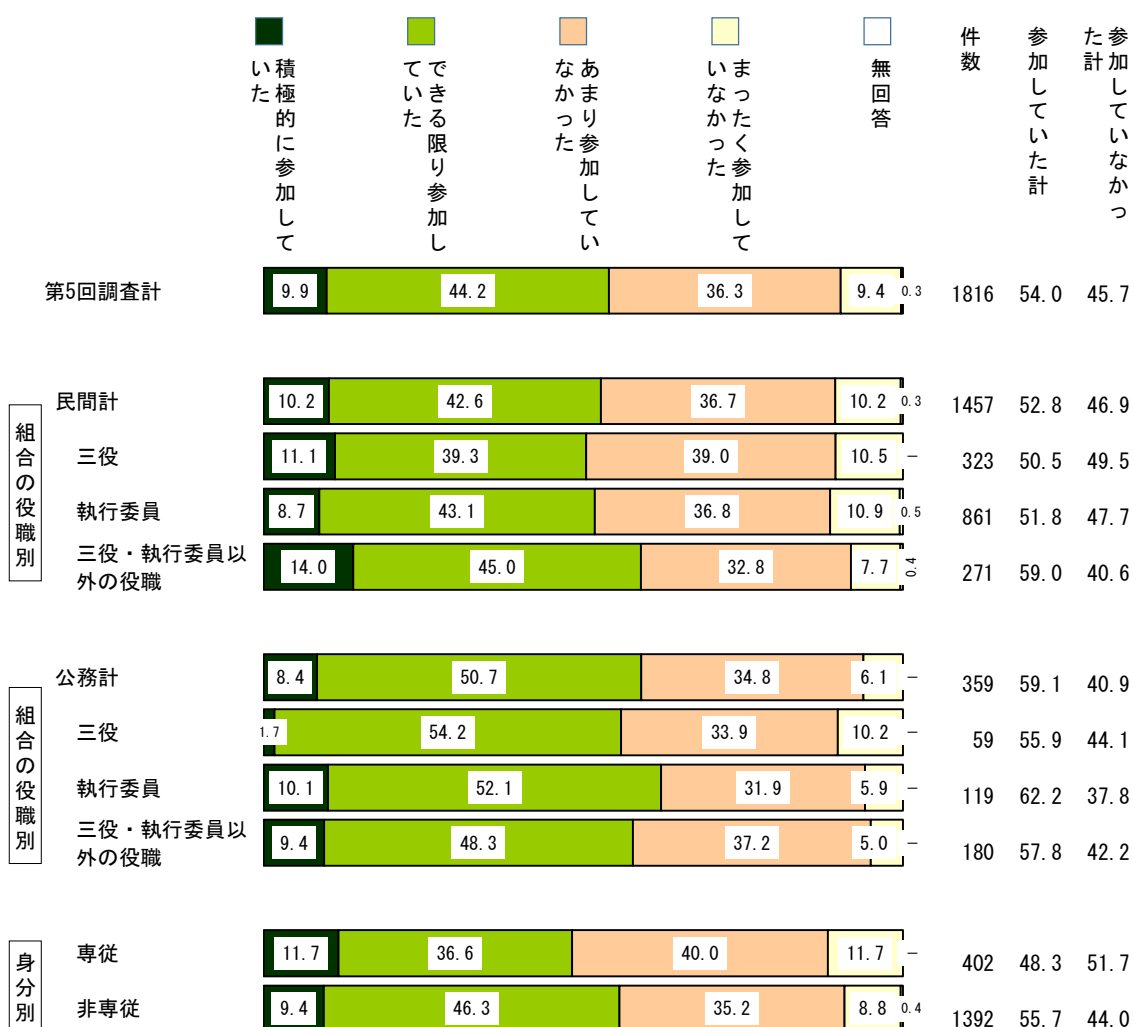 積極的に参加して
いた
できる限り参加し
ていた
あまり参加してい
なかった
まったく参加して
いなかった
無回答
件数
参加していた計
参加していなかっ
た計
第5回調査計 9.9 44.2 36.3 9.4 0.3 1816 54.0 45.7
組合の役職別
民間計 10.2 42.6 36.7 10.2 0.3 1457 52.8 46.9
三役 11.1 39.3 39.0 10.5 - 323 50.5 49.5
執行委員 8.7 43.1 36.8 10.9 0.5 861 51.8 47.7
三役・執行委員以
外の役職 14.0 45.0 32.8 7.7 0.4 271 59.0 40.6
組合の役職別
公務計 8.4 50.7 34.8 6.1 - 359 59.1 40.9
三役 1.7 54.2 33.9 10.2 - 59 55.9 44.1
執行委員 10.1 52.1 31.9 5.9 - 119 62.2 37.8
三役・執行委員以
外の役職 9.4 48.3 37.2 5.0 - 180 57.8 42.2
身分別
専従 11.7 36.6 40.0 11.7 - 402 48.3 51.7
非専従 9.4 46.3 35.2 8.8 0.4 1392 55.7 44.0